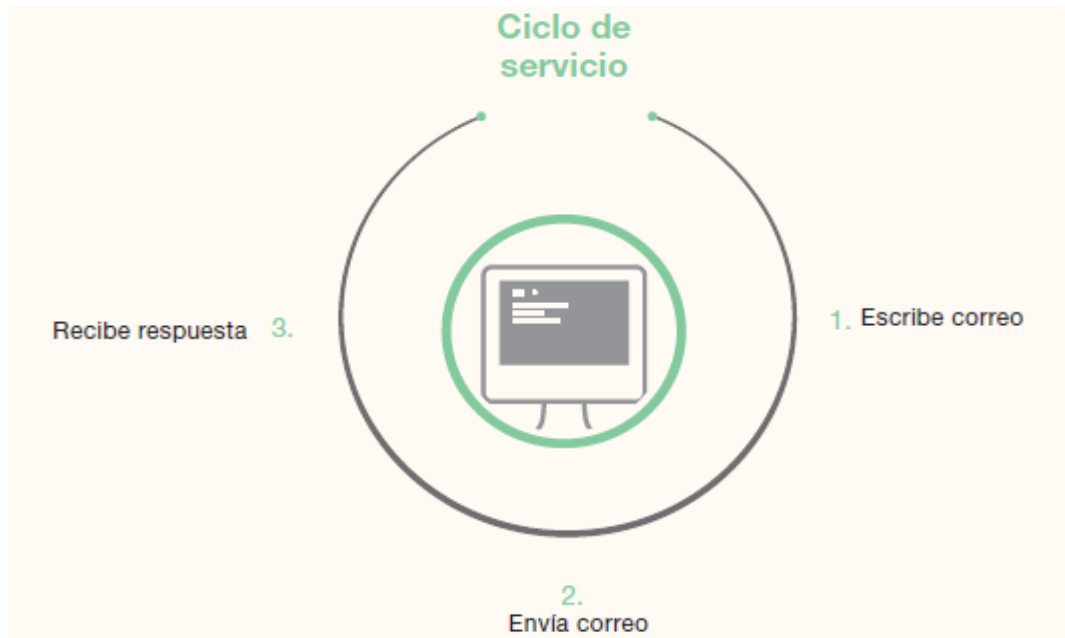 Ciclo de
servicio
1. Escribe correo
2.
Envía correo
Recibe respuesta 3.